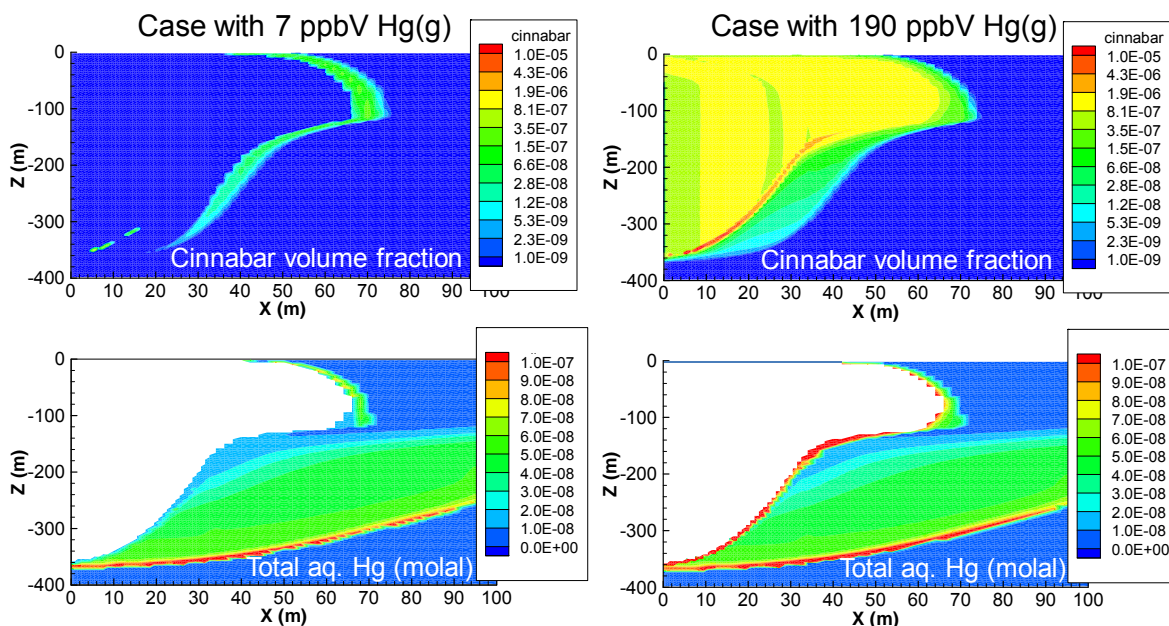 Case with 7 ppbV Hg(g)
Case with 190 ppbV Hg(g)
cinnabar
1.0E-05
4.3E-06
1.9E-06
8.1E-07
3.5E-07
1.5E-07
6.6E-08
2.8E-08
1.2E-08
5.3E-09
2.3E-09
1.0E-09
0
-100
-200
-300
-400
Z (m)
Cinnabar volume fraction
0 10 20 30 40 50 60 70 80 90 100
X (m)
cinnabar
1.0E-05
4.3E-06
1.9E-06
8.1E-07
3.5E-07
1.5E-07
6.6E-08
2.8E-08
1.2E-08
5.3E-09
2.3E-09
1.0E-09
0
-100
-200
-300
-400
Z (m)
Cinnabar volume fraction
0 10 20 30 40 50 60 70 80 90 100
X (m)
1.0E-07
9.0E-08
8.0E-08
7.0E-08
6.0E-08
5.0E-08
4.0E-08
3.0E-08
2.0E-08
1.0E-08
0.0E+00
0
-100
-200
-300
-400
Z (m)
Total aq. Hg (molal)
0 10 20 30 40 50 60 70 80 90 100
X (m)
1.0E-07
9.0E-08
8.0E-08
7.0E-08
6.0E-08
5.0E-08
4.0E-08
3.0E-08
2.0E-08
1.0E-08
0.0E+00
0
-100
-200
-300
-400
Z (m)
Total aq. Hg (molal)
0 10 20 30 40 50 60 70 80 90 100
X (m)